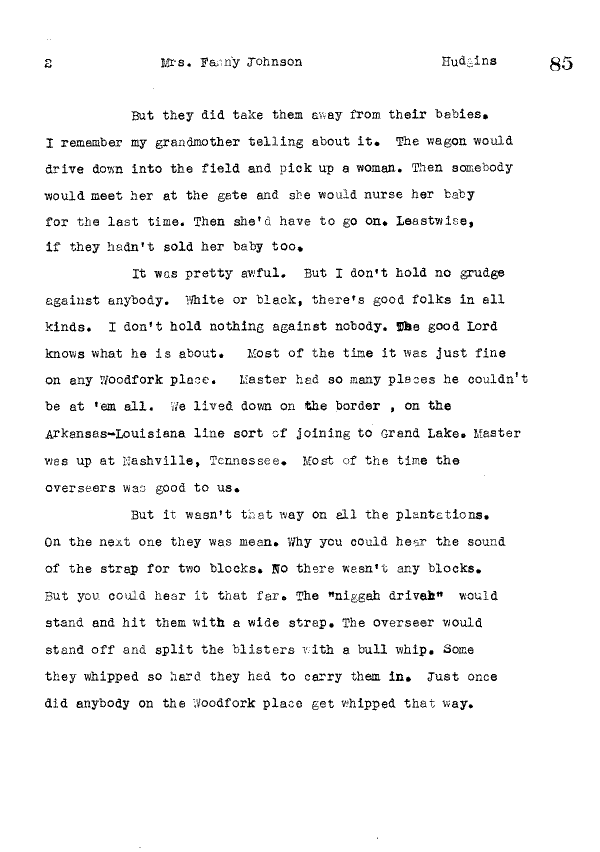 2 Mrs. Fanny Johnson Hudgins 85
But they did take them away from their babies.
I remember my grandmother telling about it. The wagon would
drive down into the field and pick up a woman. Then somebody
would meet her at the gate and she would nurse her baby
for the last time. Then she'd have to go on. Leastwise,
if they hadn't sold her baby too.
It was pretty awful. But I don't hold no grudge
against anybody. White or black, there's good folks in all
kinds. I don't hold nothing against nobody. The good Lord
knows what he is about. Most of the time it was just fine
on any Woodfork place. Master had so many places he couldn't
be at 'em all. We lived down on the border , on the
Arkansas-Louisiana line sort of joining to Grand Lake. Master
was up at Nashville, Tennessee. Most of the time the
overseers was good to us.
But it wasn't that way on all the plantations.
On the next one they was mean. Why you could hear the sound
of the strap for two blocks. No there wasn't any blocks.
But you could hear it that far. The "niggah drivah" would
stand and hit them with a wide strap. The overseer would
stand off and split the blisters with a bull whip. Some
they whipped so hard they had to carry them in. Just once
did anybody on the Woodfork place get whipped that way.